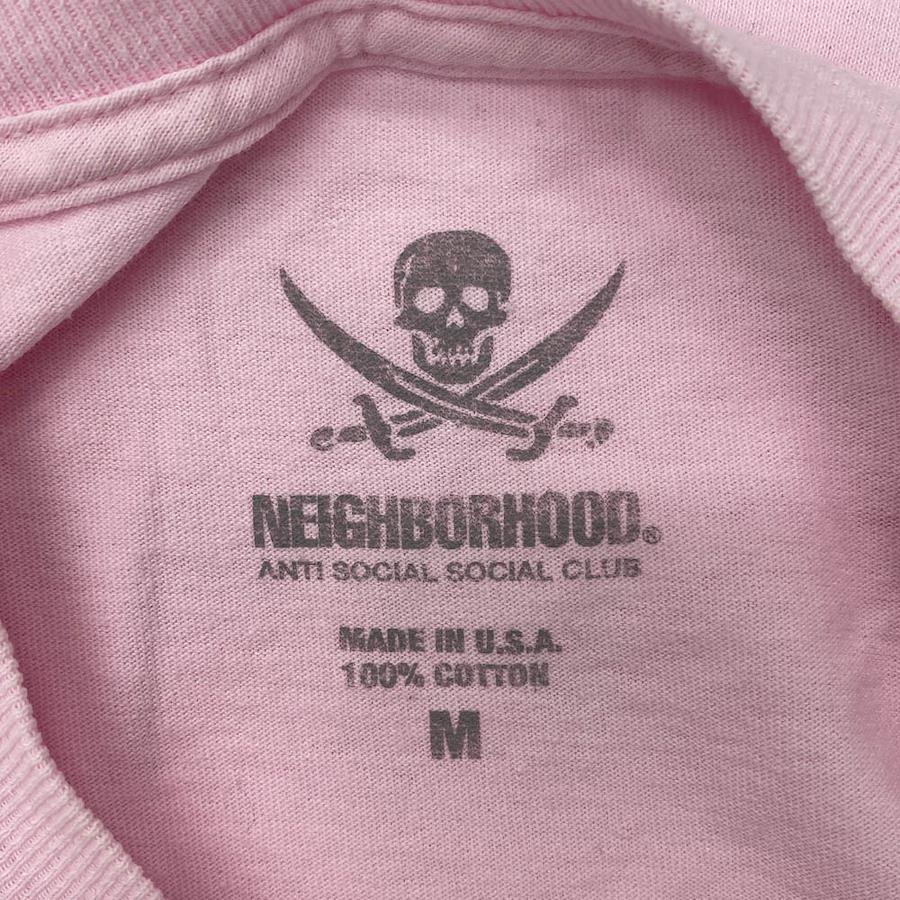 NEIGHBORHOOD®
ANTI SOCIAL SOCIAL CLUB
MADE IN U.S.A.
100% COTTON
M